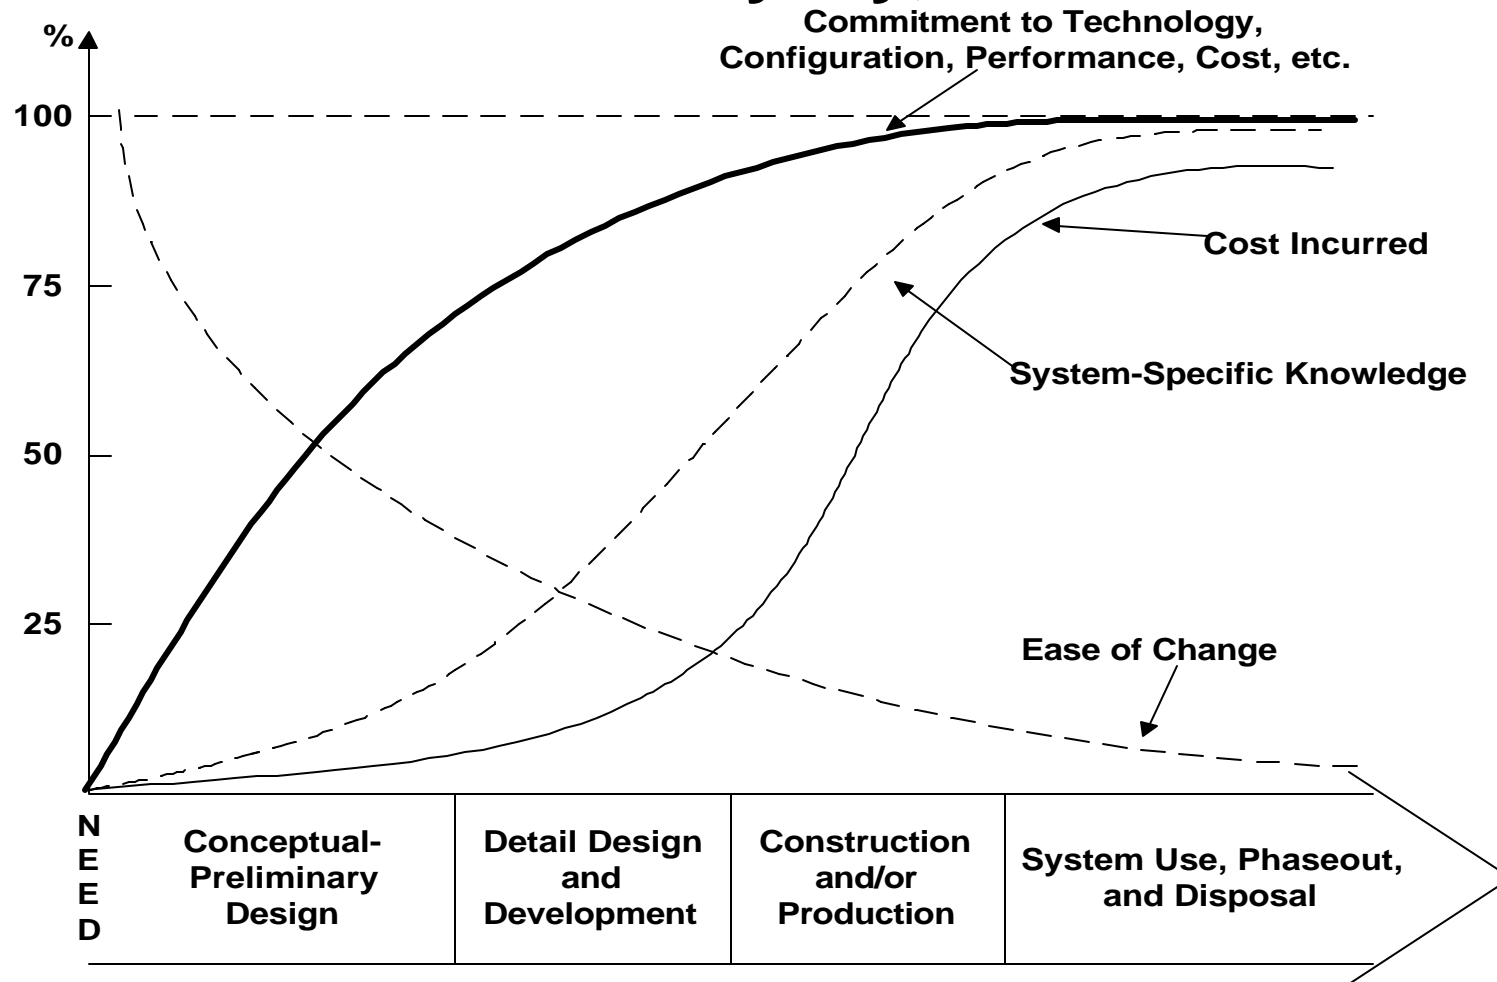 Commitment to Technology,
Configuration, Performance, Cost, etc.
%
100
75
50
25
Cost Incurred
System-Specific Knowledge
Ease of Change
N
E
E
D
Conceptual-
Preliminary
Design
Detail Design
and
Development
Construction
and/or
Production
System Use, Phaseout,
and Disposal